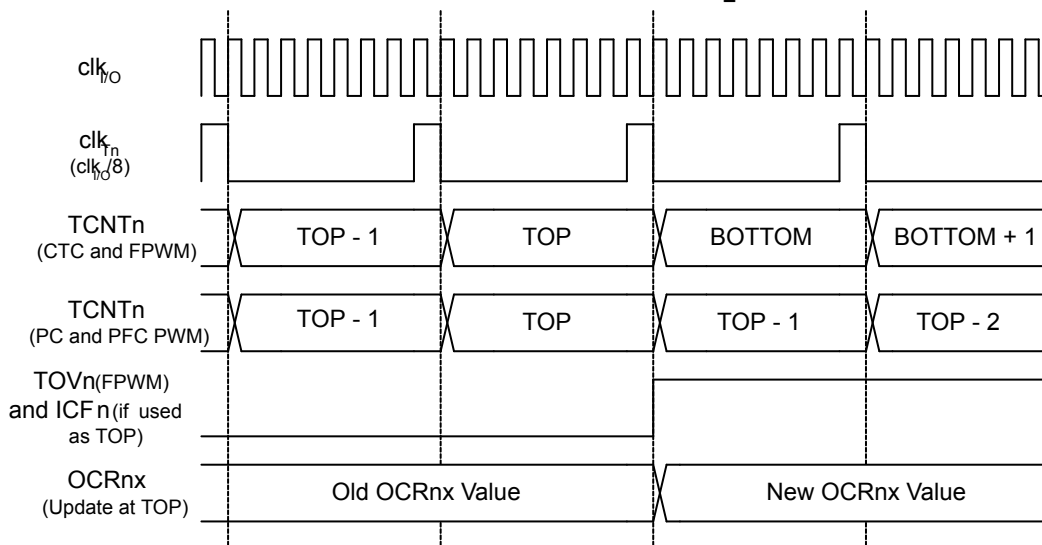 clkI/O
clkTn
(clkI/O/8)
TCNTn
(CTC and FPWM)
TOP - 1
TOP
BOTTOM
BOTTOM + 1
TCNTn
(PC and PFC PWM)
TOP - 1
TOP
TOP - 1
TOP - 2
TOVn(FPWM)
and ICFn(if used
as TOP)
OCRnx
(Update at TOP)
Old OCRnx Value
New OCRnx Value